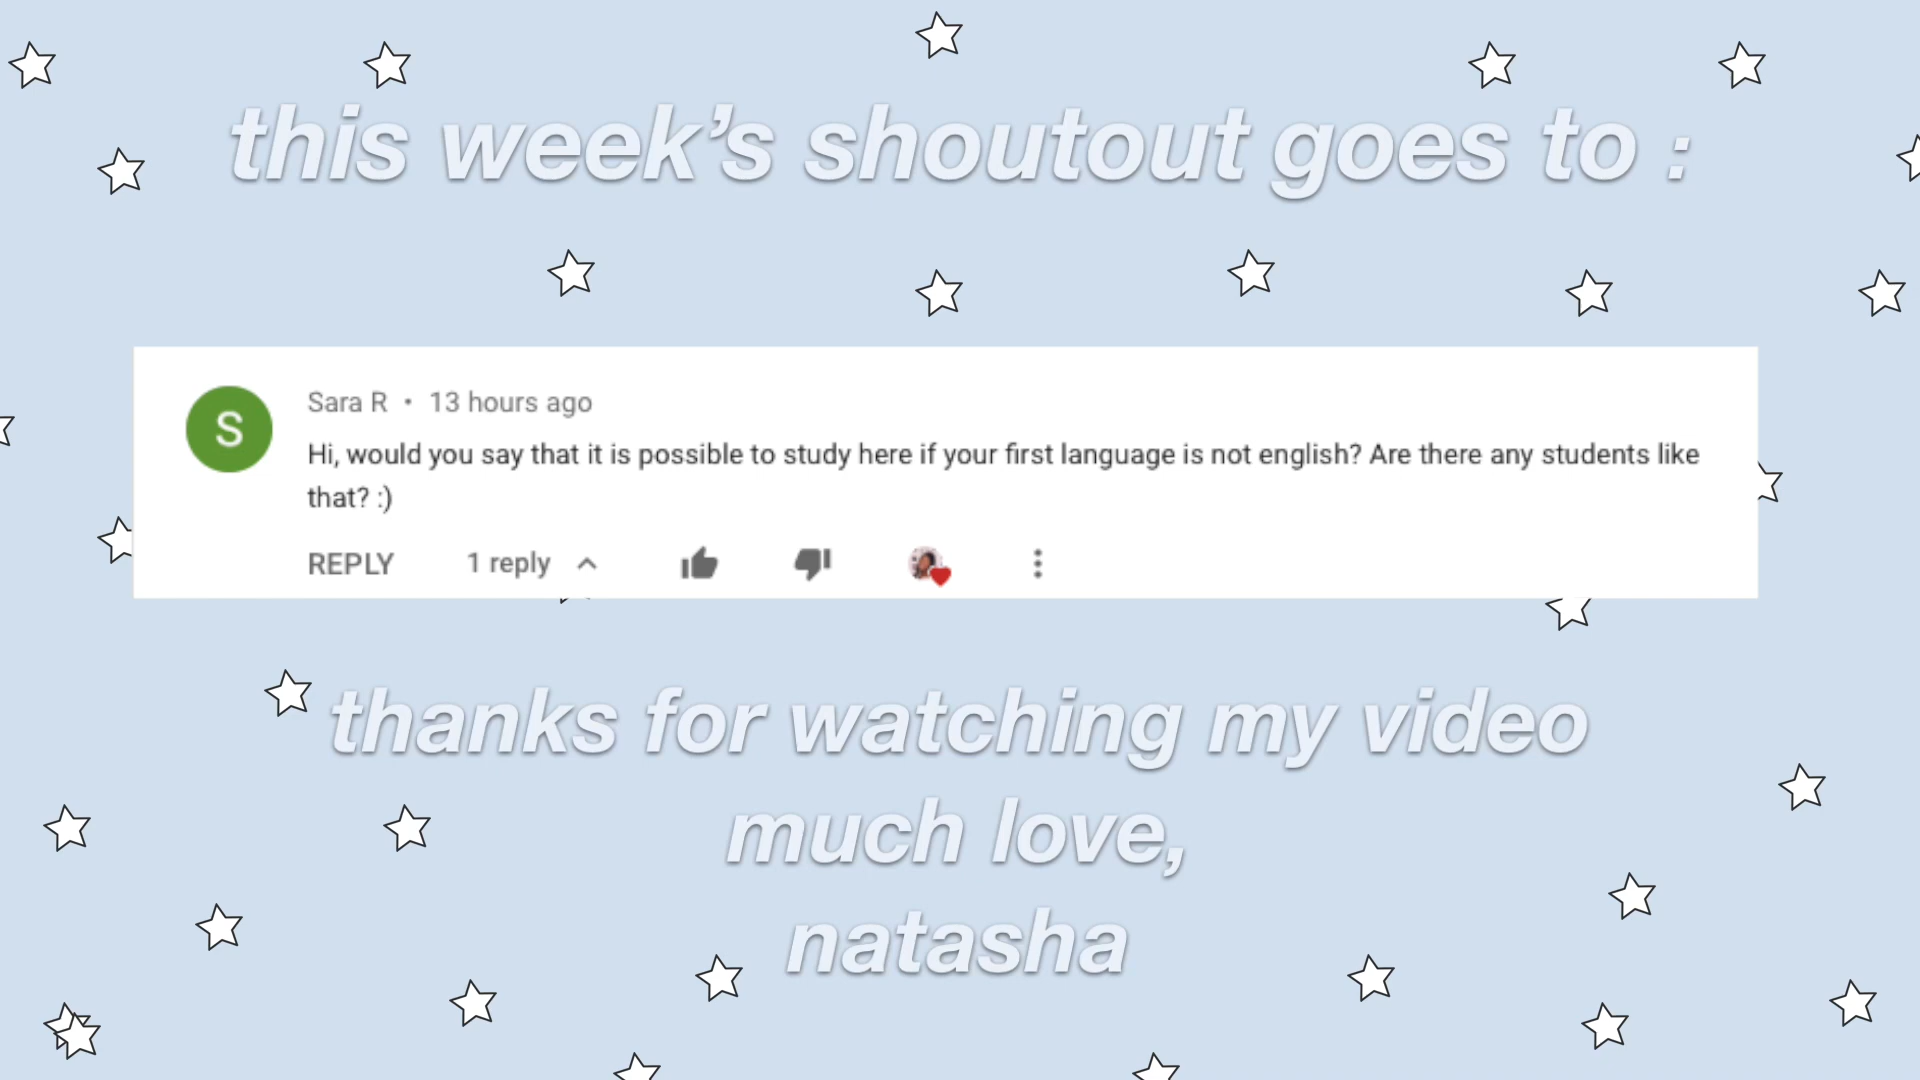 this week’s shoutout goes to :
S
Sara R • 13 hours ago
Hi, would you say that it is possible to study here if your first language is not english? Are there any students like
that? :)
REPLY 1 reply
thanks for watching my video
much love,
natasha